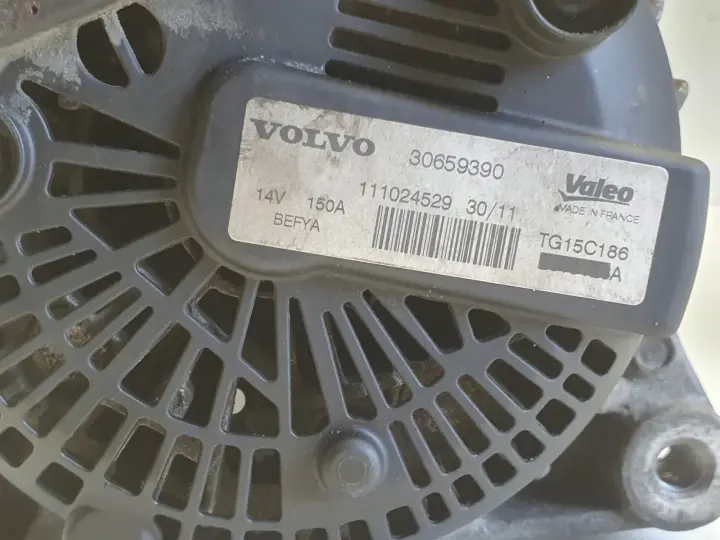 VOLVO 30659390
Valeo
MADE IN FRANCE
14V 150A 111024529 30/11
BEFYA
TG15C186
A